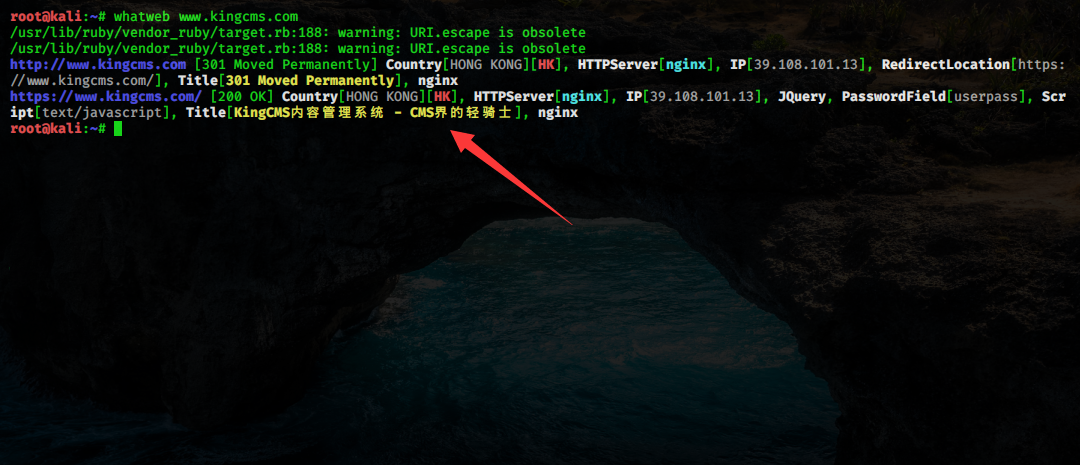 root@kali:~# whatweb www.kingcms.com
/usr/lib/ruby/vendor_ruby/target.rb:188: warning: URI.escape is obsolete
/usr/lib/ruby/vendor_ruby/target.rb:188: warning: URI.escape is obsolete
http://www.kingcms.com [301 Moved Permanently] Country[HONG KONG][HK], HTTPServer[nginx], IP[39.108.101.13], RedirectLocation[https:
//www.kingcms.com/], Title[301 Moved Permanently], nginx
https://www.kingcms.com/ [200 OK] Country[HONG KONG][HK], HTTPServer[nginx], IP[39.108.101.13], JQuery, PasswordField[userpass], Scr
ipt[text/javascript], Title[KingCMS内容管理系统 - CMS界的轻骑士], nginx
root@kali:~#